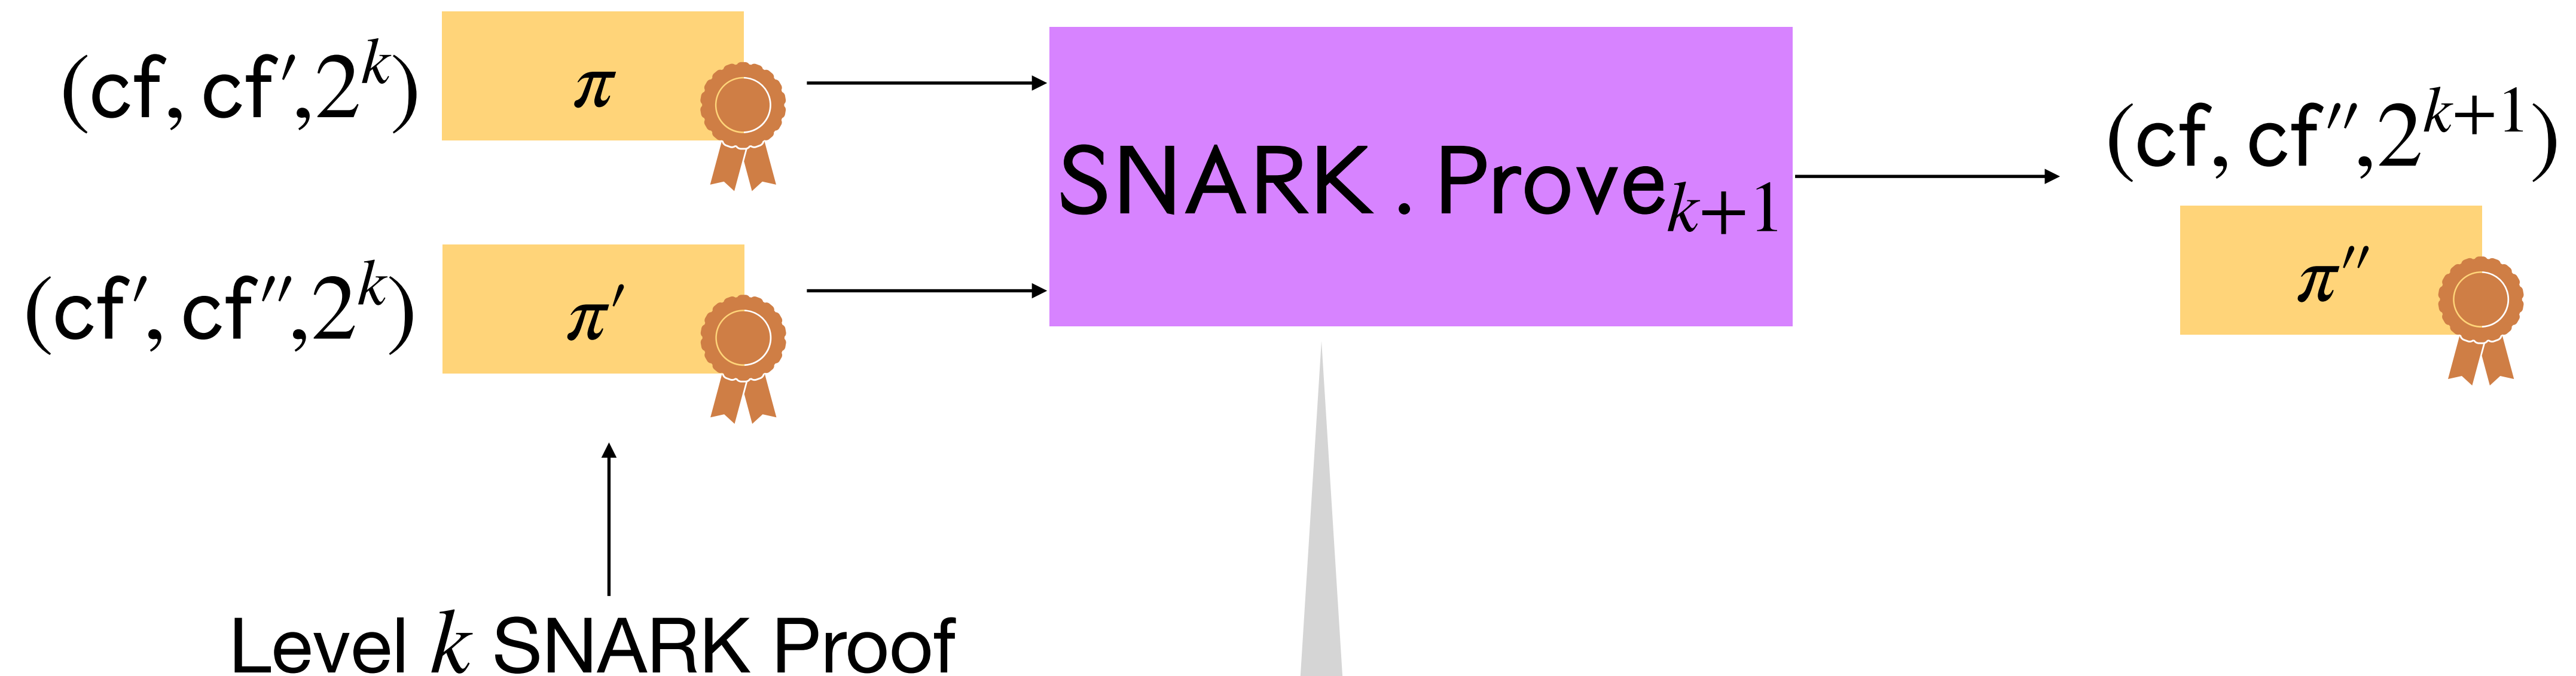 (cf, cf′,2^k)
π
SNARK . Prove_{k+1}
(cf, cf″,2^{k+1})
(cf′, cf″,2^k)
π′
π″
Level k SNARK Proof